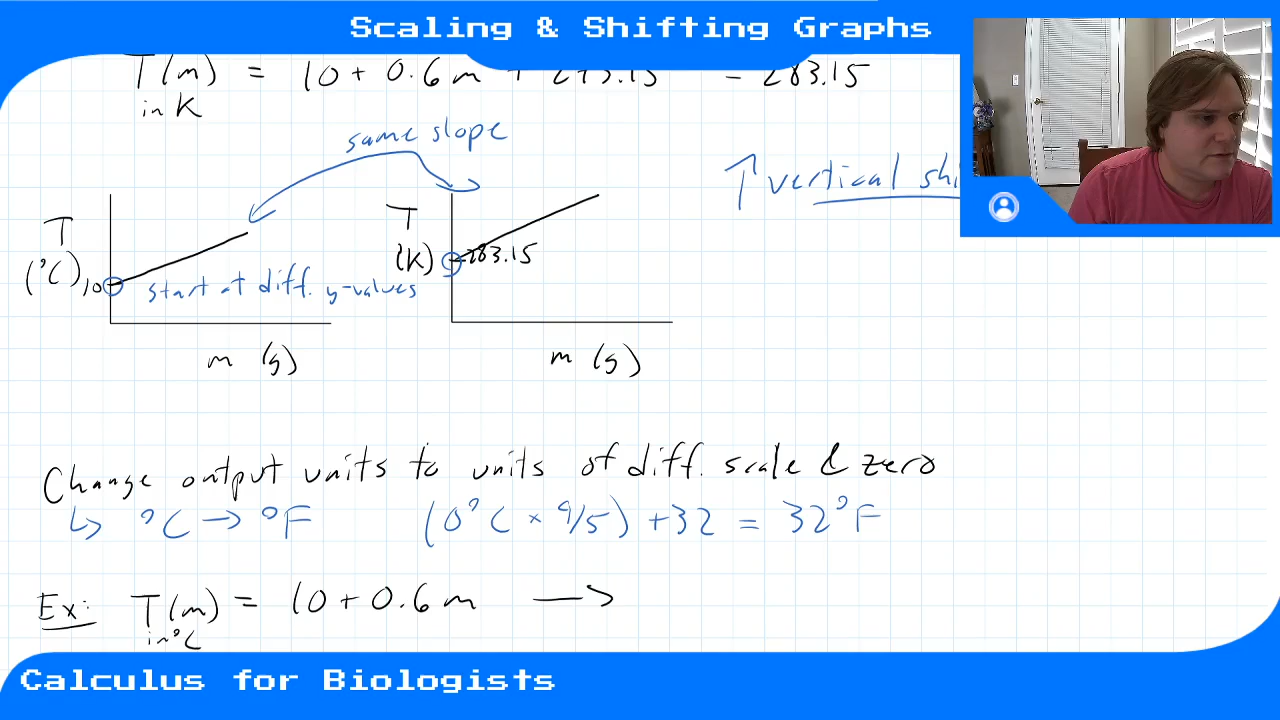 Scaling & Shifting Graphs
T(m) = 10 + 0.6 m + 273.15 - 283.15
in K
same slope
↑ vertical shi
T
(°C)
10
start at diff. y-values
m (g)
T
(K)
283.15
m (g)
Change output units to units of diff. scale & zero
↳ °C → °F (0°C × 9/5) + 32 = 32°F
Ex: T(m) = 10 + 0.6 m →
in °C
Calculus for Biologists